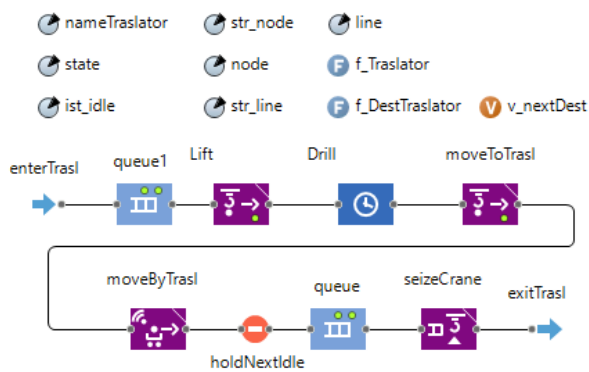 nameTraslator str_node line
state node F f_Traslator
ist_idle str_line F f_DestTraslator V v_nextDest
enterTrasl queue1 Lift Drill moveToTrasl
moveByTrasl holdNextIdle queue seizeCrane exitTrasl